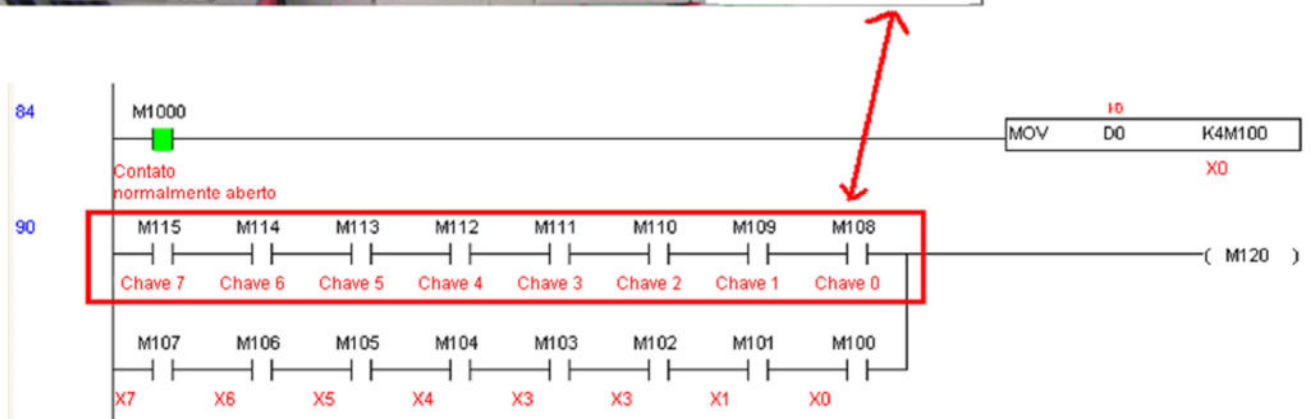 84 M1000
MOV D0 K4M100
X0
Contato
normalmente aberto
90 M115 M114 M113 M112 M111 M110 M109 M108
( M120 )
Chave 7 Chave 6 Chave 5 Chave 4 Chave 3 Chave 2 Chave 1 Chave 0
M107 M106 M105 M104 M103 M102 M101 M100
X7 X6 X5 X4 X3 X3 X1 X0